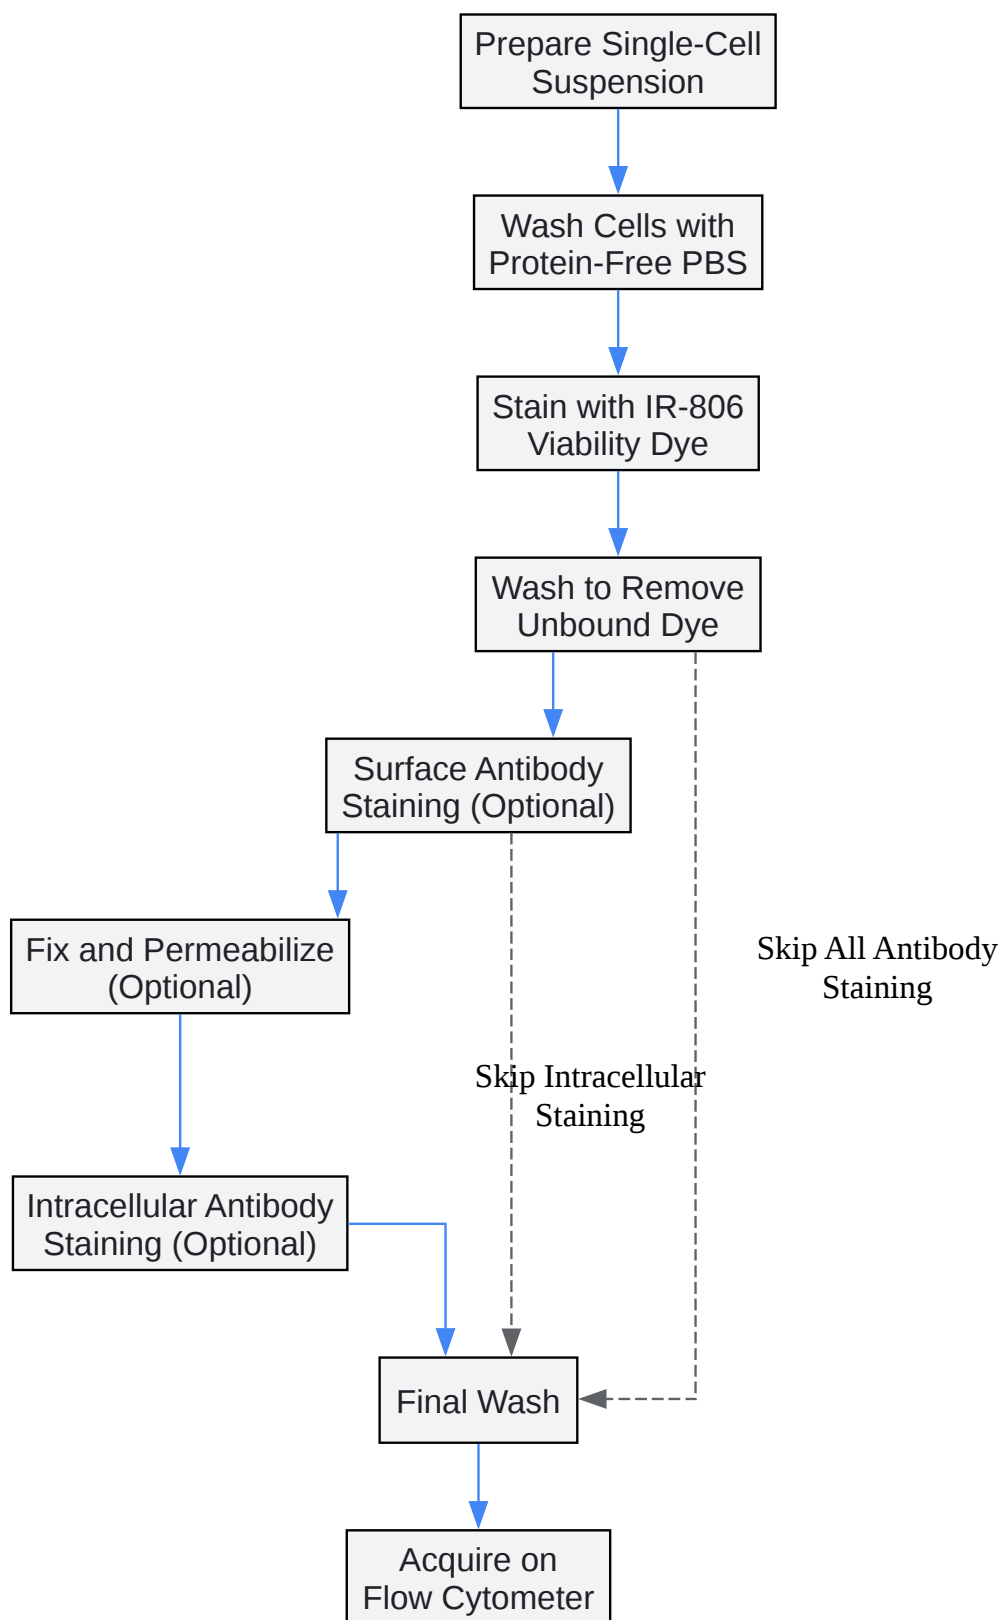 Prepare Single-Cell
Suspension
Wash Cells with
Protein-Free PBS
Stain with IR-806
Viability Dye
Wash to Remove
Unbound Dye
Surface Antibody
Staining (Optional)
Fix and Permeabilize
(Optional)
Skip All Antibody
Staining
Skip Intracellular
Staining
Intracellular Antibody
Staining (Optional)
Final Wash
Acquire on
Flow Cytometer